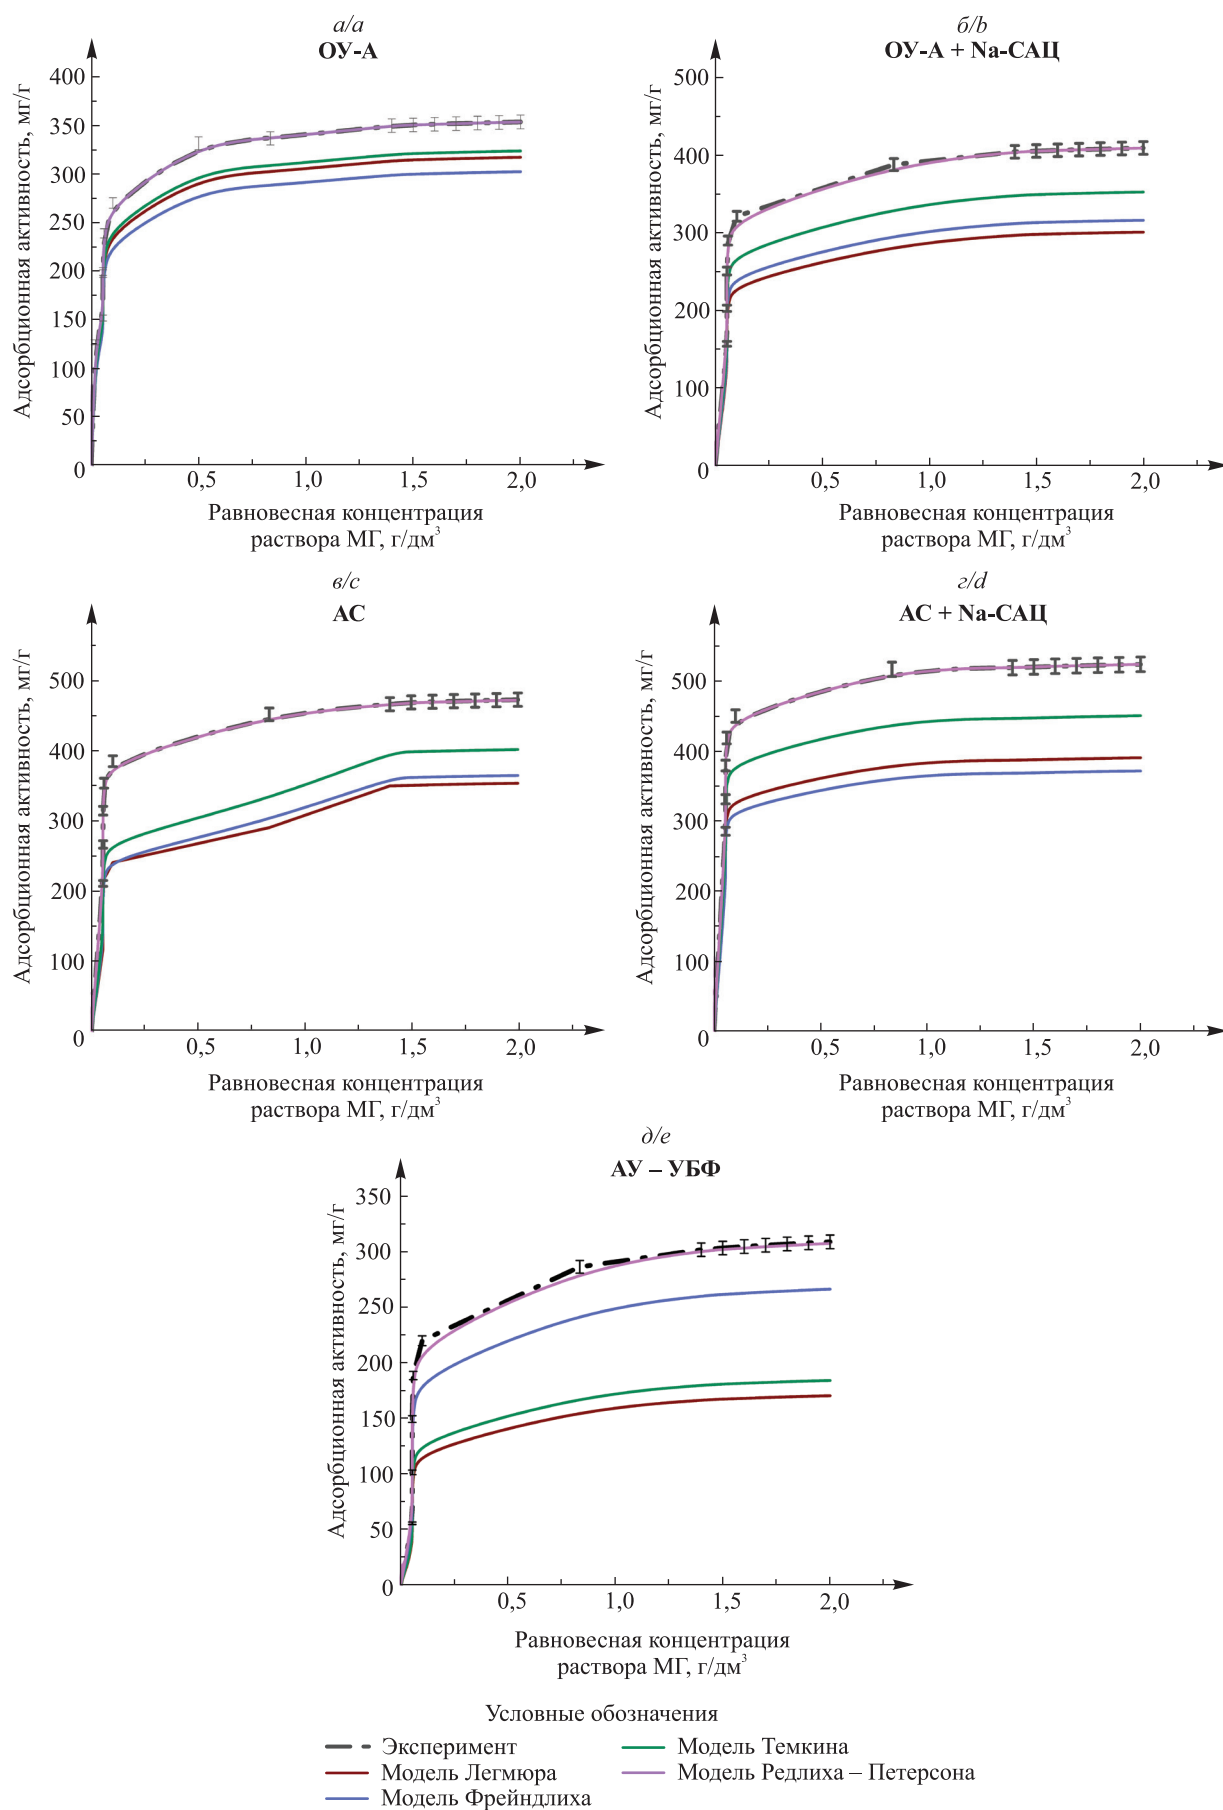 а/a
ОУ-А
Адсорбционная активность, мг/г
400
350
300
250
200
150
100
50
0
0,5
1,0
1,5
2,0
Равновесная концентрация
раствора МГ, г/дм³
б/b
ОУ-А + Na-САЦ
Адсорбционная активность, мг/г
500
400
300
200
100
0
0,5
1,0
1,5
2,0
Равновесная концентрация
раствора МГ, г/дм³
в/c
АС
Адсорбционная активность, мг/г
500
400
300
200
100
0
0,5
1,0
1,5
2,0
Равновесная концентрация
раствора МГ, г/дм³
г/d
АС + Na-САЦ
Адсорбционная активность, мг/г
500
400
300
200
100
0
0,5
1,0
1,5
2,0
Равновесная концентрация
раствора МГ, г/дм³
д/e
АУ – УБФ
Адсорбционная активность, мг/г
350
300
250
200
150
100
50
0
0,5
1,0
1,5
2,0
Равновесная концентрация
раствора МГ, г/дм³
Условные обозначения
Эксперимент
Модель Легмюра
Модель Фрейндлиха
Модель Темкина
Модель Редлиха – Петерсона